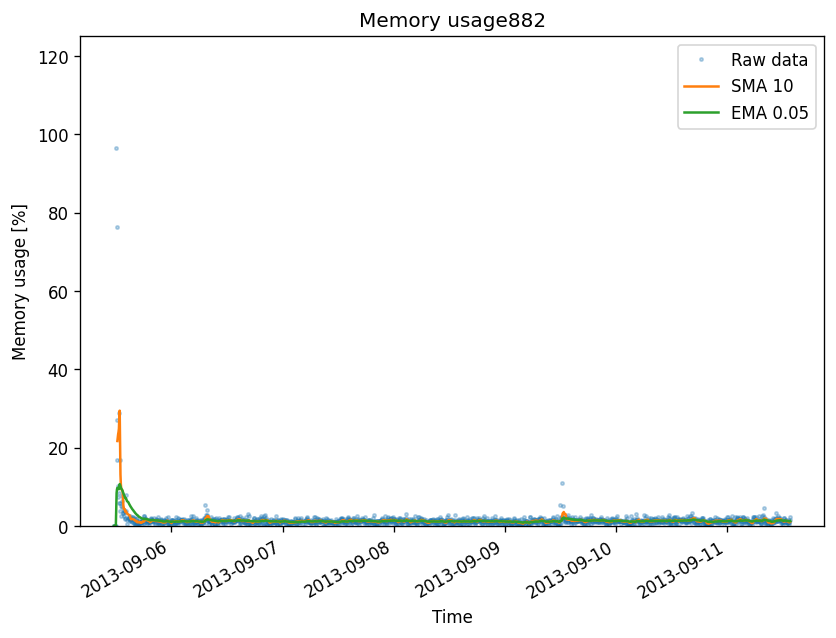 Memory usage882
120
100
80
60
40
20
0
Memory usage [%]
Raw data
SMA 10
EMA 0.05
2013-09-06
2013-09-07
2013-09-08
2013-09-09
2013-09-10
2013-09-11
Time